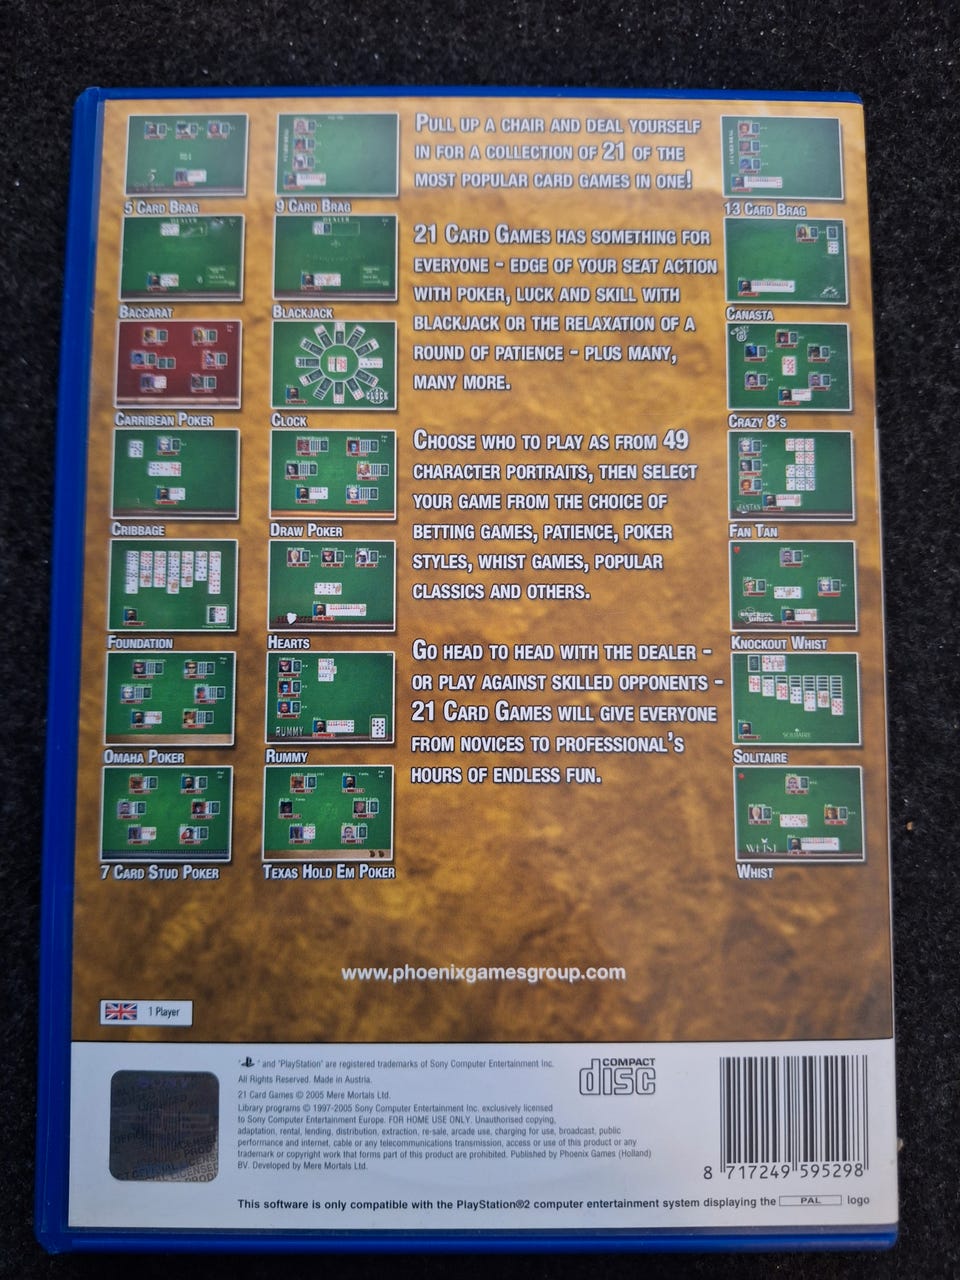 5 Card Brag
9 Card Brag
13 Card Brag
Baccarat
Blackjack
Canasta
Carribean Poker
Clock
Crazy 8's
Cribbage
Draw Poker
Fan Tan
Foundation
Hearts
Knockout Whist
Omaha Poker
Rummy
Solitaire
7 Card Stud Poker
Texas Hold Em Poker
Whist
Pull up a chair and deal yourself
in for a collection of 21 of the
most popular card games in one!
21 Card Games has something for
everyone - edge of your seat action
with poker, luck and skill with
blackjack or the relaxation of a
round of patience - plus many,
many more.
Choose who to play as from 49
character portraits, then select
your game from the choice of
betting games, patience, poker
styles, whist games, popular
classics and others.
Go head to head with the dealer -
or play against skilled opponents -
21 Card Games will give everyone
from novices to professional's
hours of endless fun.
www.phoenixgamesgroup.com
1 Player
" " and "PlayStation" are registered trademarks of Sony Computer Entertainment Inc.
All Rights Reserved. Made in Austria.
21 Card Games © 2005 Mere Mortals Ltd.
Library programs © 1997-2005 Sony Computer Entertainment Inc. exclusively licensed
to Sony Computer Entertainment Europe. FOR HOME USE ONLY. Unauthorised copying,
adaptation, rental, lending, distribution, extraction, re-sale, arcade use, charging for use, broadcast, public
performance and internet, cable or any telecommunications transmission, access or use of this product or any
trademark or copyright work that forms part of this product are prohibited. Published by Phoenix Games (Holland)
BV. Developed by Mere Mortals Ltd.
COMPACT
disc
8 717249 595298
This software is only compatible with the PlayStation®2 computer entertainment system displaying the PAL logo
SONY